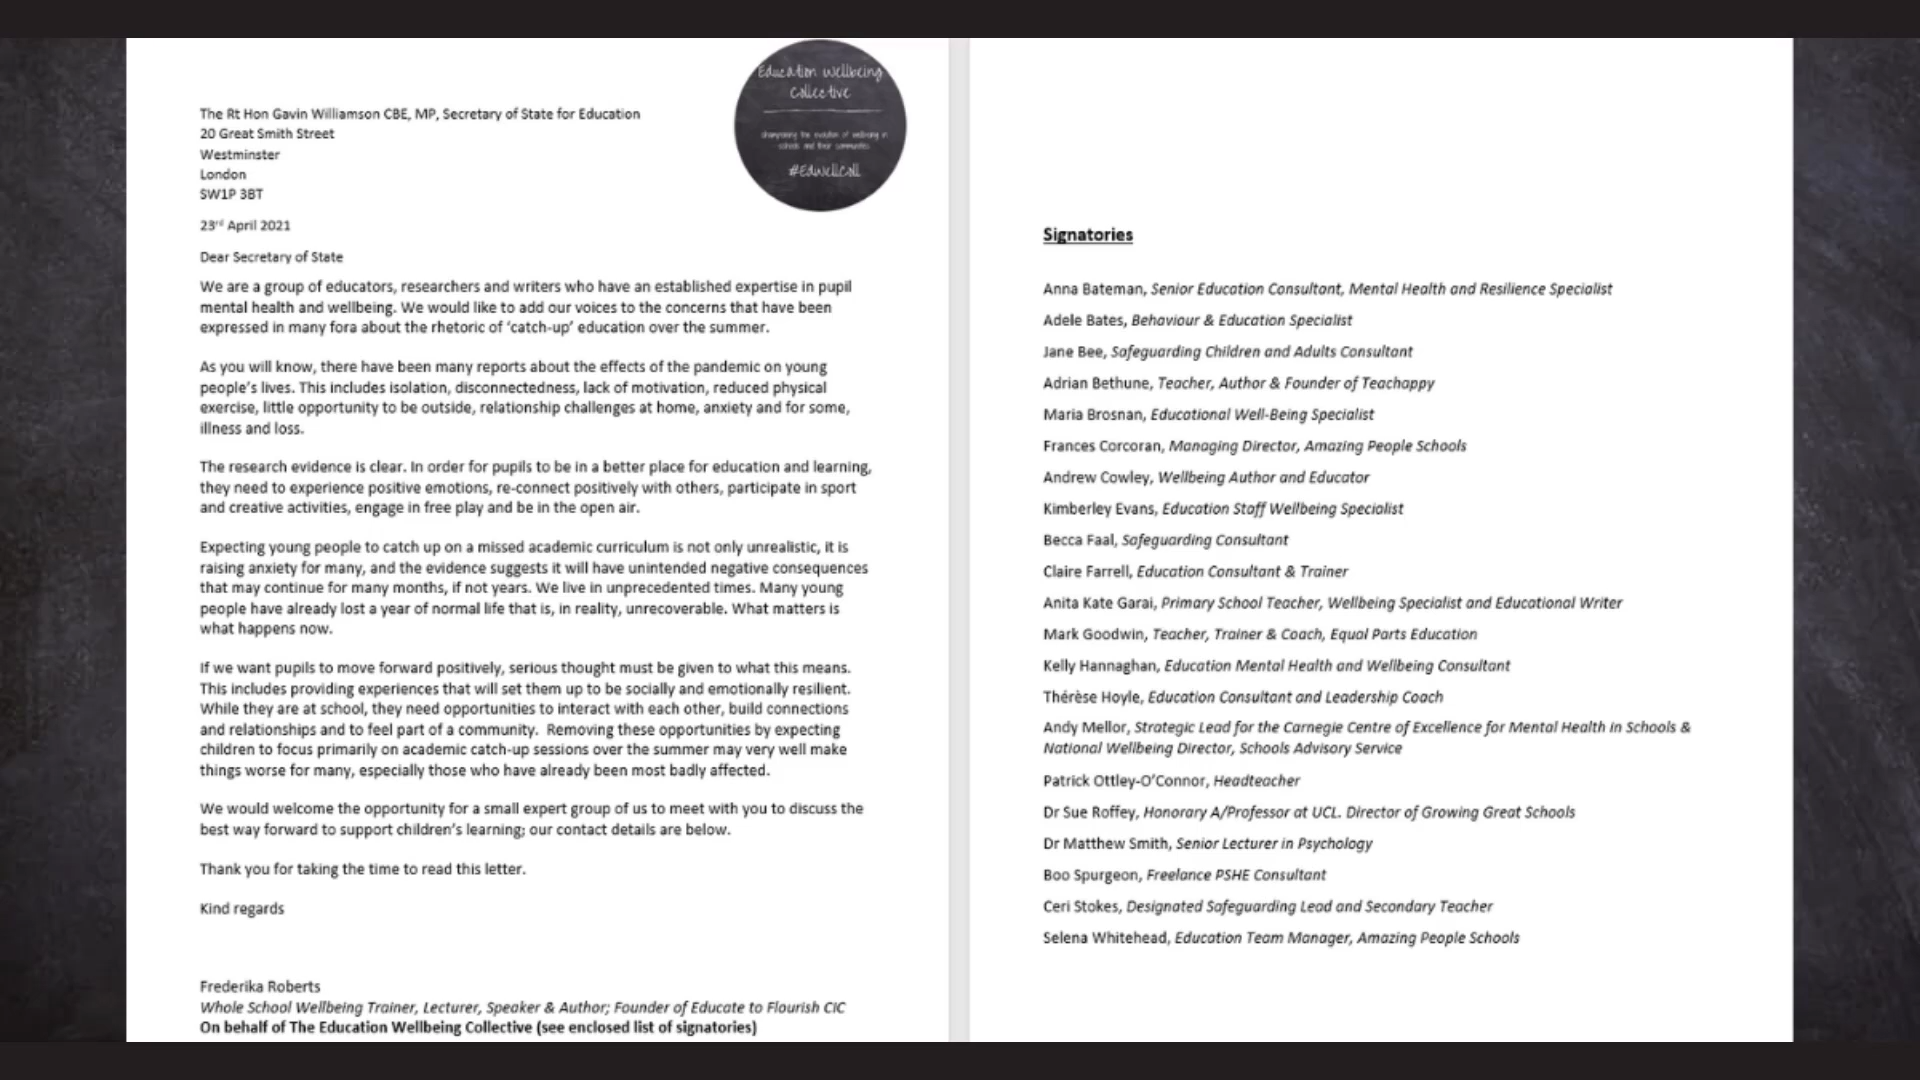 The Rt Hon Gavin Williamson CBE, MP, Secretary of State for Education
20 Great Smith Street
Westminster
London
SW1P 3BT
23rd April 2021
Education Wellbeing
Collective
championing the evolution of wellbeing in
schools and their communities
#EdWellColl
Dear Secretary of State
We are a group of educators, researchers and writers who have an established expertise in pupil
mental health and wellbeing. We would like to add our voices to the concerns that have been
expressed in many fora about the rhetoric of ‘catch-up’ education over the summer.
As you will know, there have been many reports about the effects of the pandemic on young
people’s lives. This includes isolation, disconnectedness, lack of motivation, reduced physical
exercise, little opportunity to be outside, relationship challenges at home, anxiety and for some,
illness and loss.
The research evidence is clear. In order for pupils to be in a better place for education and learning,
they need to experience positive emotions, re-connect positively with others, participate in sport
and creative activities, engage in free play and be in the open air.
Expecting young people to catch up on a missed academic curriculum is not only unrealistic, it is
raising anxiety for many, and the evidence suggests it will have unintended negative consequences
that may continue for many months, if not years. We live in unprecedented times. Many young
people have already lost a year of normal life that is, in reality, unrecoverable. What matters is
what happens now.
If we want pupils to move forward positively, serious thought must be given to what this means.
This includes providing experiences that will set them up to be socially and emotionally resilient.
While they are at school, they need opportunities to interact with each other, build connections
and relationships and to feel part of a community.  Removing these opportunities by expecting
children to focus primarily on academic catch-up sessions over the summer may very well make
things worse for many, especially those who have already been most badly affected.
We would welcome the opportunity for a small expert group of us to meet with you to discuss the
best way forward to support children’s learning; our contact details are below.
Thank you for taking the time to read this letter.
Kind regards
Frederika Roberts
Whole School Wellbeing Trainer, Lecturer, Speaker & Author; Founder of Educate to Flourish CIC
On behalf of The Education Wellbeing Collective (see enclosed list of signatories)
Signatories
Anna Bateman, Senior Education Consultant, Mental Health and Resilience Specialist
Adele Bates, Behaviour & Education Specialist
Jane Bee, Safeguarding Children and Adults Consultant
Adrian Bethune, Teacher, Author & Founder of Teachappy
Maria Brosnan, Educational Well-Being Specialist
Frances Corcoran, Managing Director, Amazing People Schools
Andrew Cowley, Wellbeing Author and Educator
Kimberley Evans, Education Staff Wellbeing Specialist
Becca Faal, Safeguarding Consultant
Claire Farrell, Education Consultant & Trainer
Anita Kate Garai, Primary School Teacher, Wellbeing Specialist and Educational Writer
Mark Goodwin, Teacher, Trainer & Coach, Equal Parts Education
Kelly Hannaghan, Education Mental Health and Wellbeing Consultant
Thérèse Hoyle, Education Consultant and Leadership Coach
Andy Mellor, Strategic Lead for the Carnegie Centre of Excellence for Mental Health in Schools &
National Wellbeing Director, Schools Advisory Service
Patrick Ottley-O’Connor, Headteacher
Dr Sue Roffey, Honorary A/Professor at UCL. Director of Growing Great Schools
Dr Matthew Smith, Senior Lecturer in Psychology
Boo Spurgeon, Freelance PSHE Consultant
Ceri Stokes, Designated Safeguarding Lead and Secondary Teacher
Selena Whitehead, Education Team Manager, Amazing People Schools